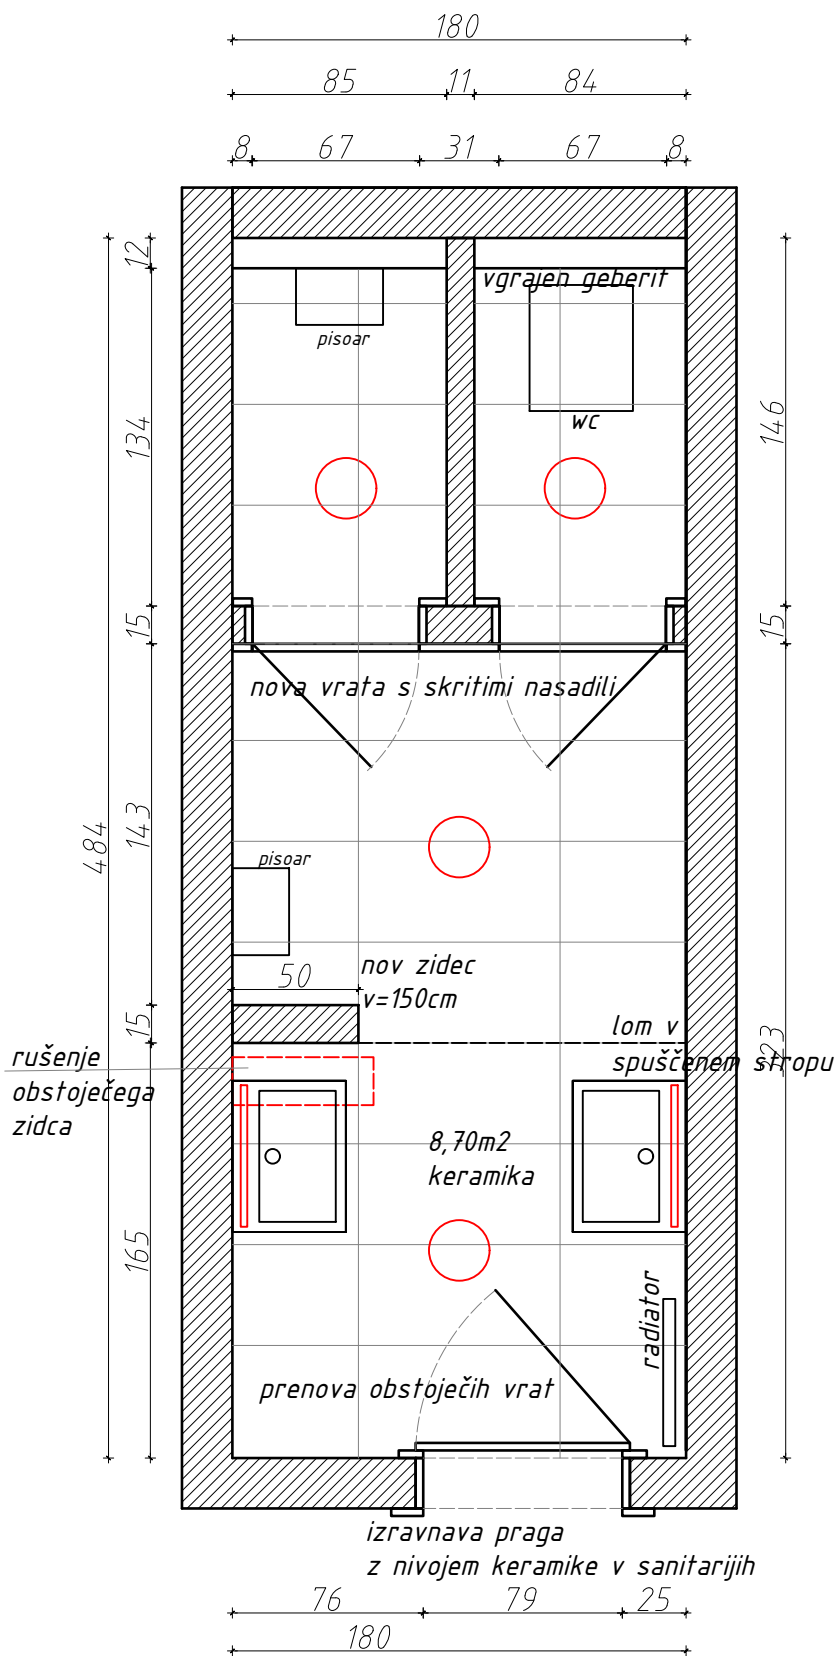 180
85 11 84
8 67 31 67 8
12
vgrajen geberit
pisoar
wc
134
146
15
15
nova vrata s skritimi nasadili
484
143
pisoar
50
nov zidec
v=150cm
15
lom v
spuščenem stropu
323
rušenje
obstoječega
zidca
8,70m2
keramika
165
radiator
prenova obstoječih vrat
izravnava praga
z nivojem keramike v sanitarijih
76 79 25
180